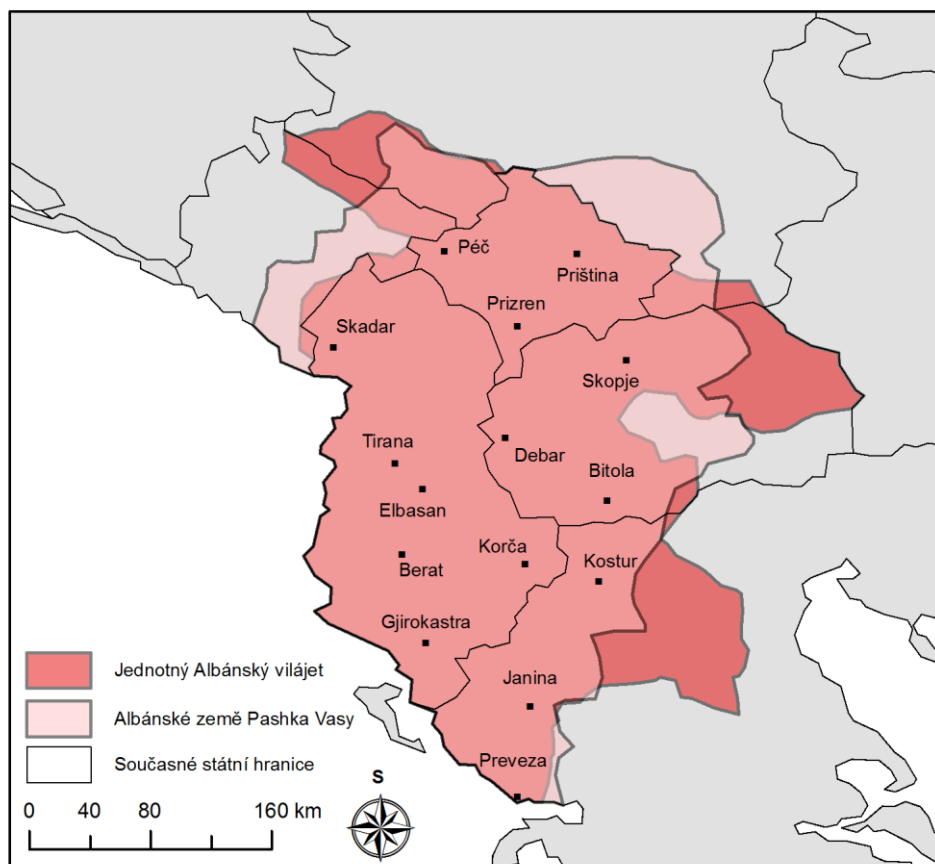 Péč
Priština
Prizren
Skadar
Skopje
Tirana
Debar
Bitola
Elbasan
Korča
Kostur
Berat
Gjirokastra
Janina
Preveza
Jednotný Albánský vilájet
Albánské země Pashka Vasy
Současné státní hranice
S
0 40 80 160 km